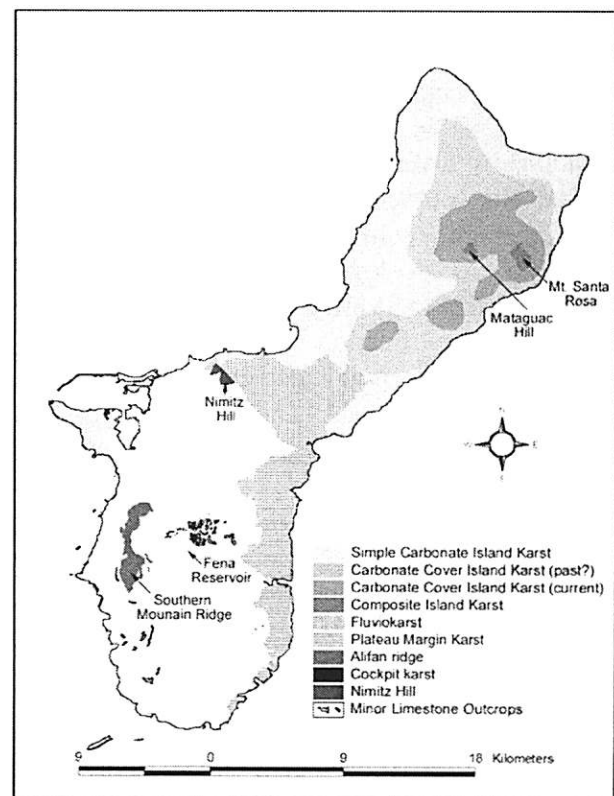 Mt. Santa
Rosa
Mataguac
Hill
Nimitz
Hill
N
W
E
Fena
Reservoir
Southern
Mounain Ridge
Simple Carbonate Island Karst
Carbonate Cover Island Karst (past?)
Carbonate Cover Island Karst (current)
Composite Island Karst
Fluviokarst
Plateau Margin Karst
Alifan ridge
Cockpit karst
Nimitz Hill
Minor Limestone Outcrops
9 0 9 18 Kilometers